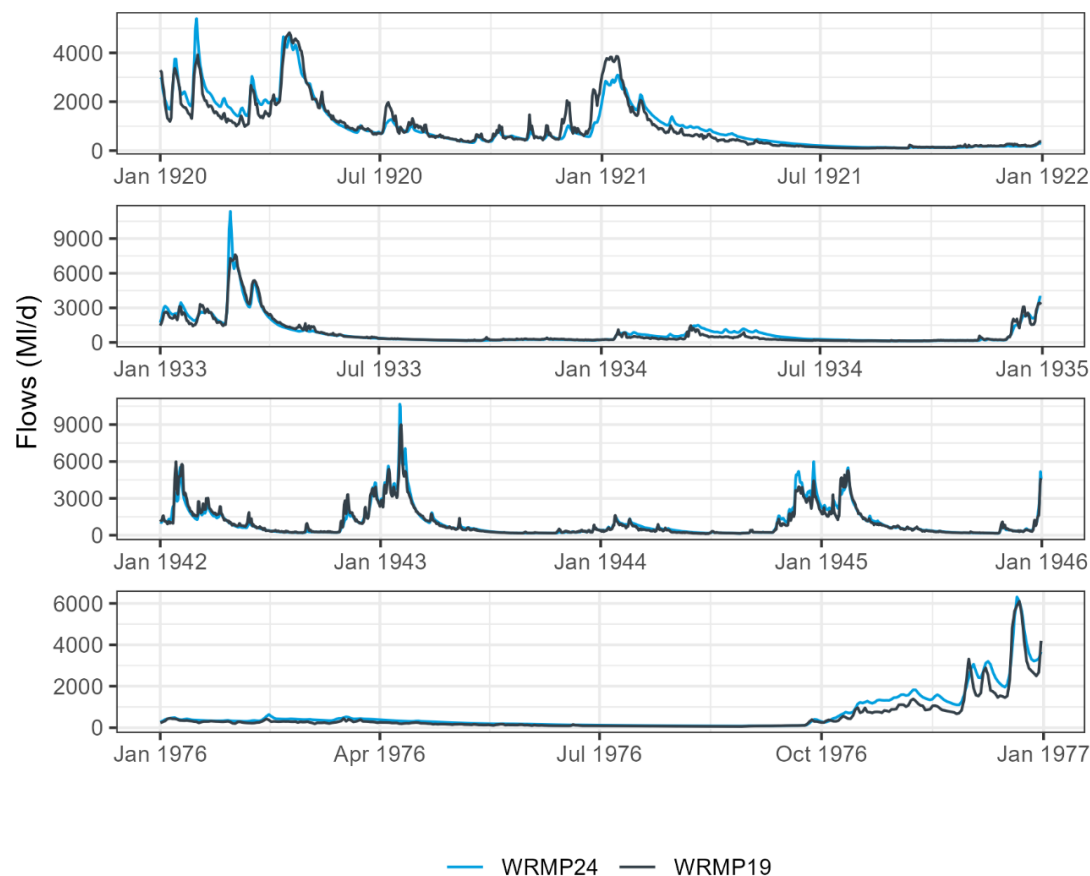 4000
2000
0
Jan 1920 Jul 1920 Jan 1921 Jul 1921 Jan 1922
9000
6000
3000
0
Jan 1933 Jul 1933 Jan 1934 Jul 1934 Jan 1935
Flows (Ml/d)
9000
6000
3000
0
Jan 1942 Jan 1943 Jan 1944 Jan 1945 Jan 1946
6000
4000
2000
0
Jan 1976 Apr 1976 Jul 1976 Oct 1976 Jan 1977
WRMP24 WRMP19